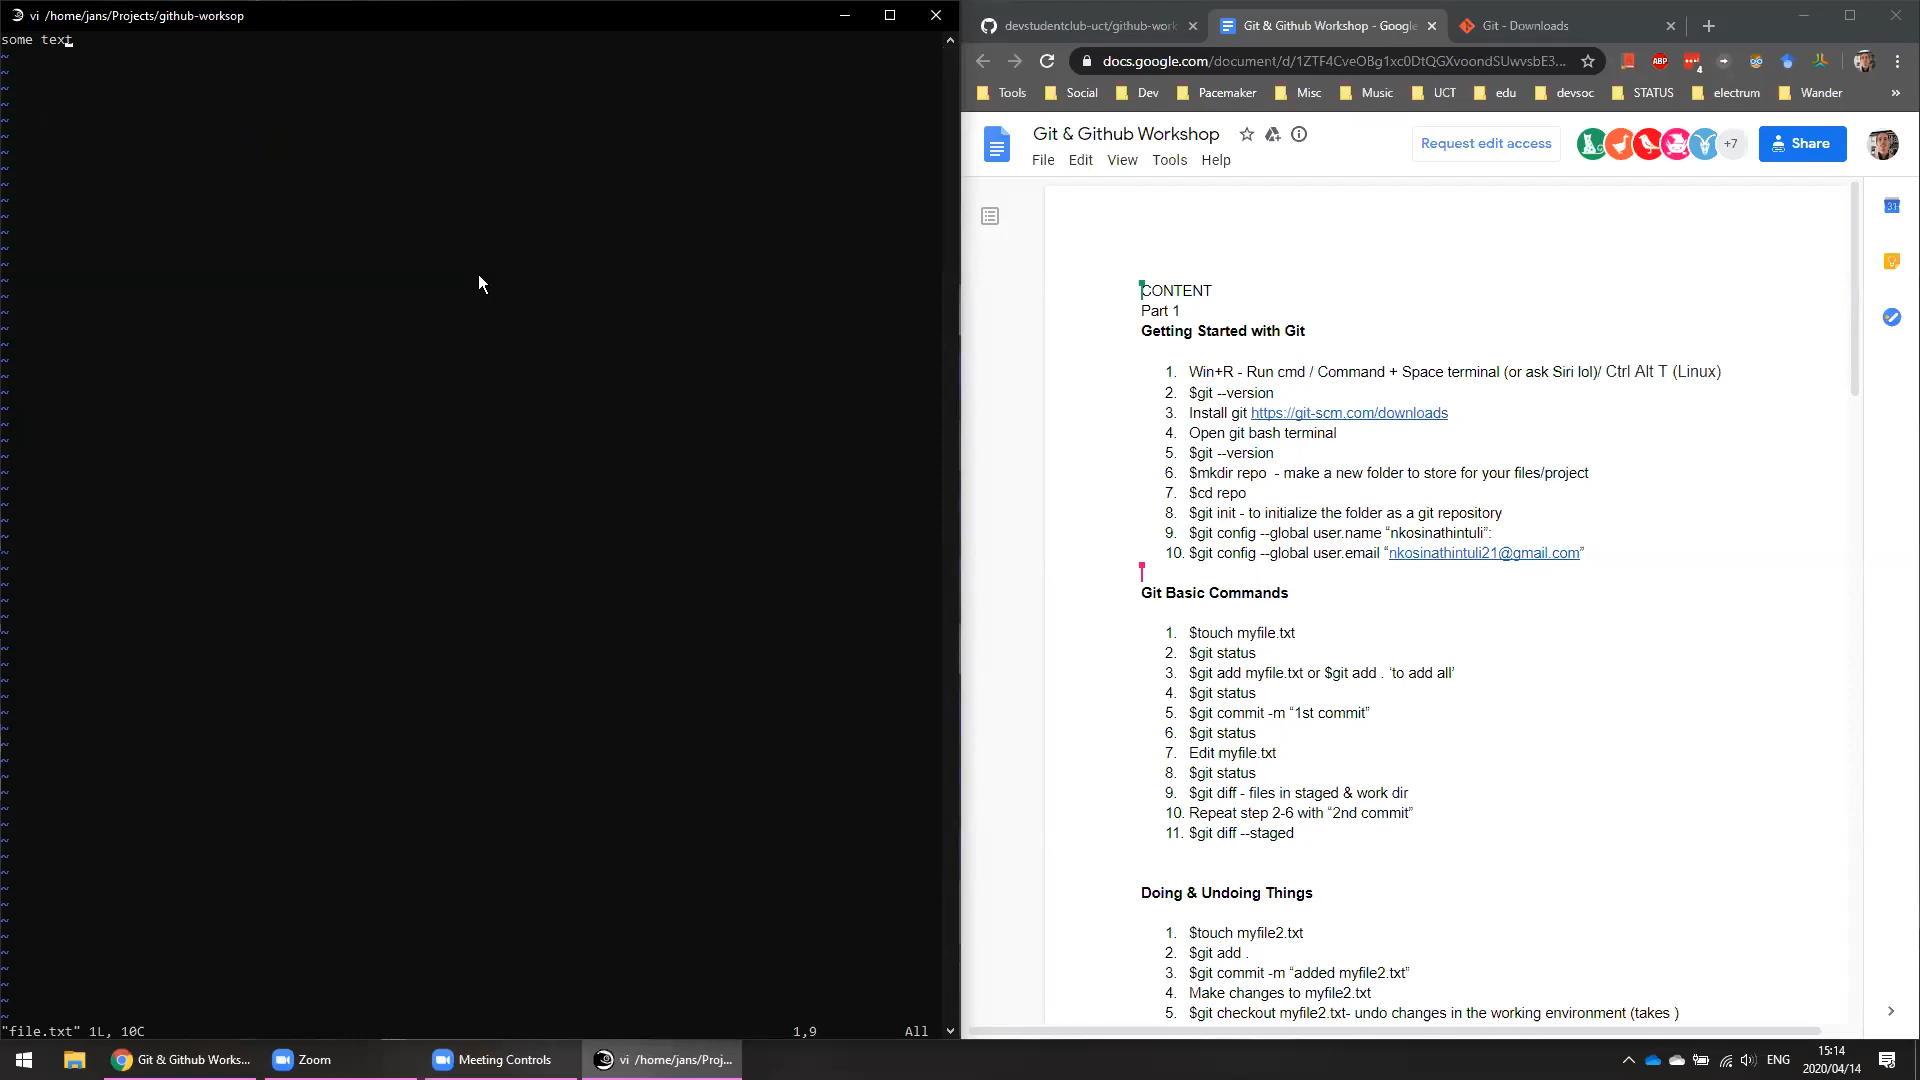 vi /home/jans/Projects/github-worksop
some text
~
"file.txt" 1L, 10C
1,9
All
devstudentclub-uct/github-work
Git & Github Workshop - Google
Git - Downloads
docs.google.com/document/d/1ZTF4CveOBg1xc0DtQGXvoondSUwvsbE3...
ABP
4
Tools
Social
Dev
Pacemaker
Misc
Music
UCT
edu
devsoc
STATUS
electrum
Wander
»
Git & Github Workshop
File Edit View Tools Help
Request edit access
+7
Share
31
CONTENT
Part 1
Getting Started with Git
1. Win+R - Run cmd / Command + Space terminal (or ask Siri lol)/ Ctrl Alt T (Linux)
2. $git --version
3. Install git https://git-scm.com/downloads
4. Open git bash terminal
5. $git --version
6. $mkdir repo - make a new folder to store for your files/project
7. $cd repo
8. $git init - to initialize the folder as a git repository
9. $git config --global user.name “nkosinathintuli”:
10. $git config --global user.email “nkosinathintuli21@gmail.com”
Git Basic Commands
1. $touch myfile.txt
2. $git status
3. $git add myfile.txt or $git add . ‘to add all’
4. $git status
5. $git commit -m “1st commit”
6. $git status
7. Edit myfile.txt
8. $git status
9. $git diff - files in staged & work dir
10. Repeat step 2-6 with “2nd commit”
11. $git diff --staged
Doing & Undoing Things
1. $touch myfile2.txt
2. $git add .
3. $git commit -m “added myfile2.txt”
4. Make changes to myfile2.txt
5. $git checkout myfile2.txt- undo changes in the working environment (takes )
Git & Github Works...
Zoom
Meeting Controls
vi /home/jans/Proj...
ENG
15:14
2020/04/14